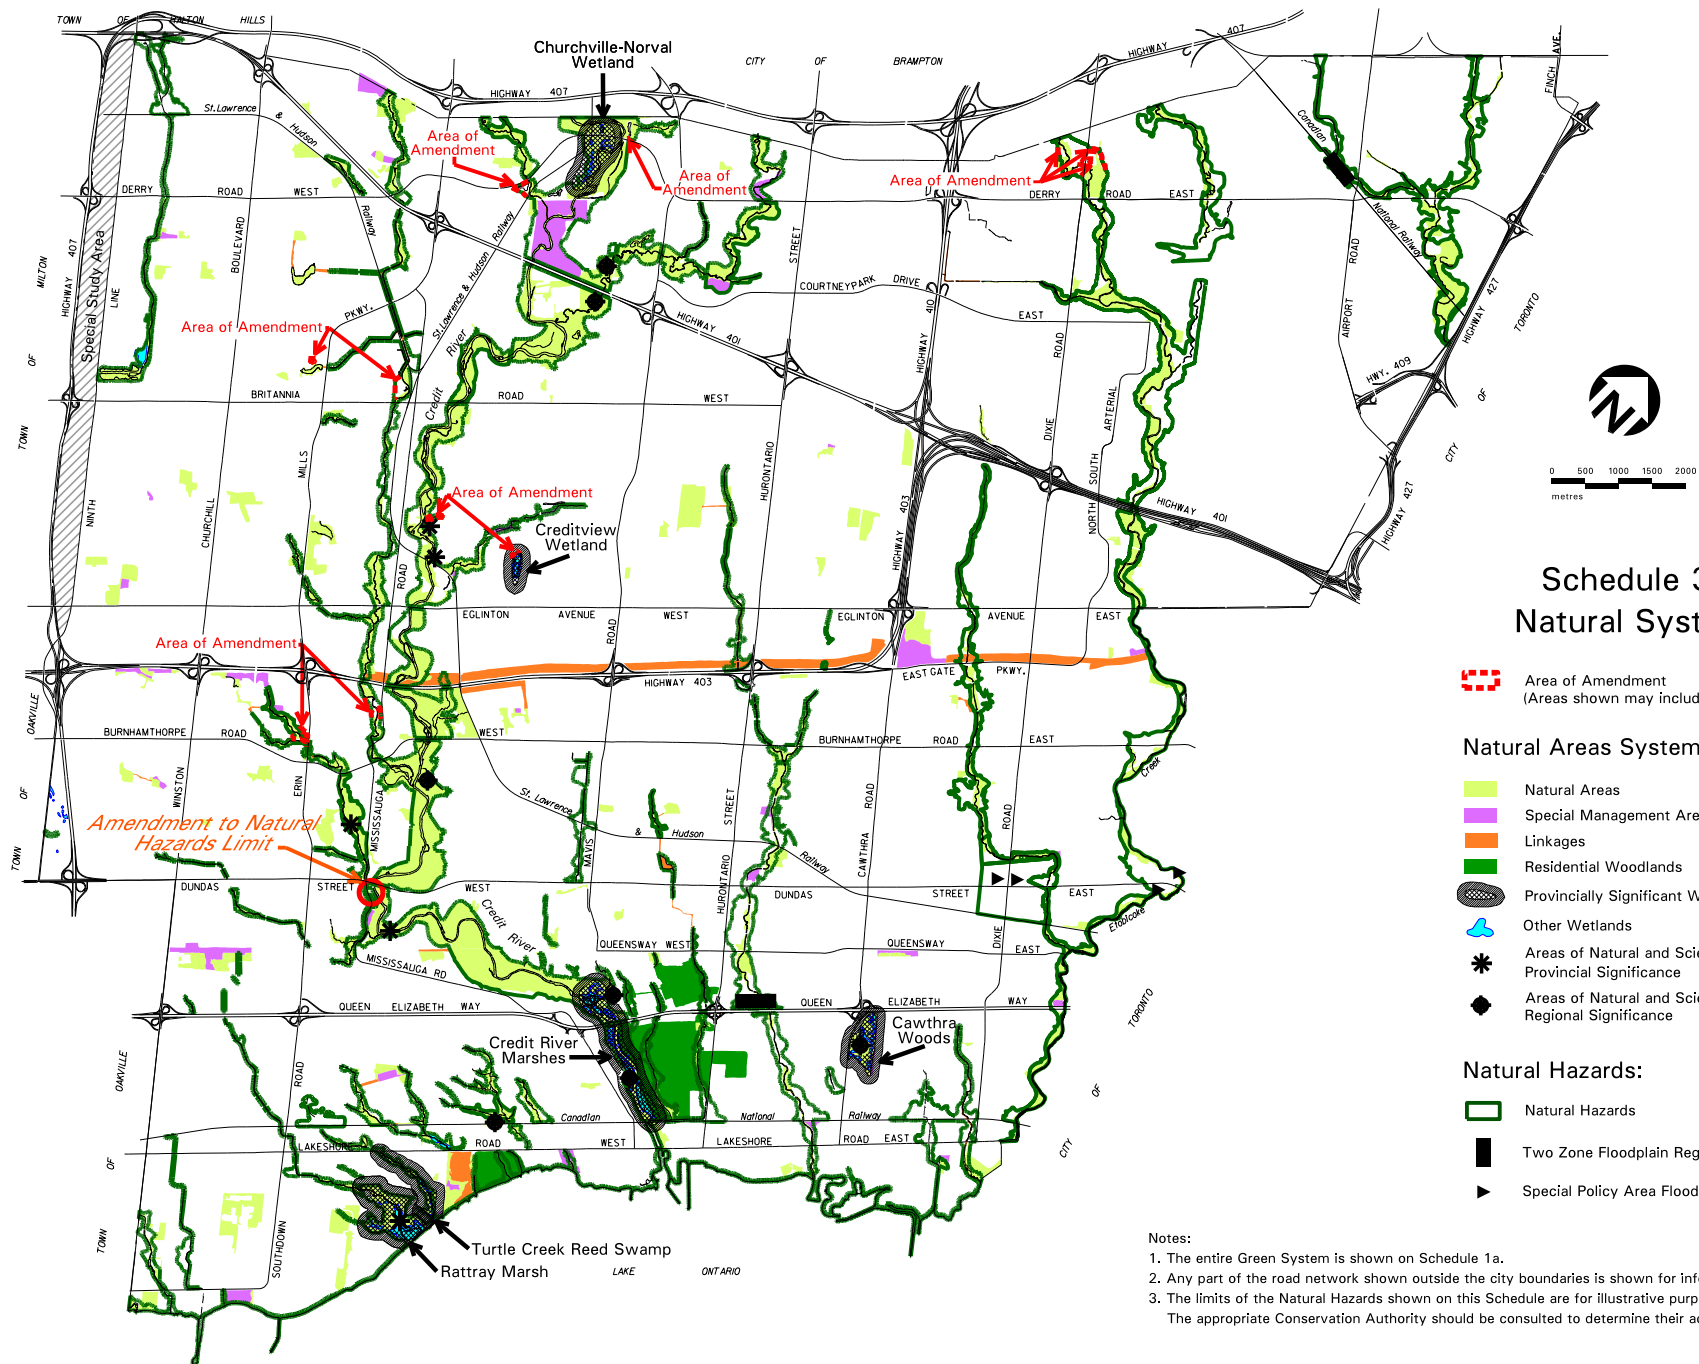 TOWN OF HALTON HILLS
Churchville-Norval
Wetland
CITY OF BRAMPTON
HIGHWAY 407
HIGHWAY 407
FINCH AVE.
St.Lawrence
& Hudson
Railway
Area of
Amendment
Area of
Amendment
Area of Amendment
Canadian
National Railway
DERRY ROAD WEST
DERRY ROAD EAST
MILTON
HIGHWAY 407
Special Study Area
LINE
BOULEVARD
St.Lawrence & Hudson Railway
STREET
COURTNEYPARK DRIVE
EAST
ROAD
AIRPORT
HIGHWAY 427
TORONTO
Area of Amendment
PKWY.
River
Credit
HIGHWAY 401
HIGHWAY 410
ROAD
HWY. 409
OF
BRITANNIA ROAD WEST
ARTERIAL
DIXIE
OF
TOWN
MILLS
HURONTARIO
SOUTH
CITY
0 500 1000 1500 2000
metres
Area of Amendment
Creditview
Wetland
NINTH
CHURCHILL
HIGHWAY 403
NORTH
HIGHWAY 401
HIGHWAY 427
ROAD
Schedule 3
Natural Syst
EGLINTON AVENUE WEST
EGLINTON AVENUE EAST
ROAD
Area of Amendment
HIGHWAY 403
EASTGATE PKWY.
Area of Amendment
(Areas shown may includ
OAKVILLE
BURNHAMTHORPE ROAD
WEST
BURNHAMTHORPE ROAD EAST
Natural Areas System
Creek
WINSTON
ERIN
MISSISSAUGA
OF
St. Lawrence
& Hudson
Railway
STREET
ROAD
ROAD
Natural Areas
Special Management Are
Linkages
Residential Woodlands
Provincially Significant W
Other Wetlands
Areas of Natural and Scie
Provincial Significance
Areas of Natural and Scie
Regional Significance
Amendment to Natural
Hazards Limit
MAVIS
CAWTHRA
TOWN
DUNDAS STREET WEST
HURONTARIO
DUNDAS STREET EAST
Credit River
Etobicoke
DIXIE
QUEENSWAY WEST
QUEENSWAY EAST
MISSISSAUGA RD
QUEEN ELIZABETH WAY
QUEEN ELIZABETH WAY
TORONTO
Cawthra
Woods
Credit River
Marshes
OAKVILLE
ROAD
OF
Natural Hazards:
Natural Hazards
Two Zone Floodplain Reg
Special Policy Area Flood
Canadian National Railway
LAKESHORE ROAD WEST
LAKESHORE ROAD EAST
CITY
OF
TOWN
SOUTHDOWN
Turtle Creek Reed Swamp
Rattray Marsh
LAKE ONTARIO
Notes:
1. The entire Green System is shown on Schedule 1a.
2. Any part of the road network shown outside the city boundaries is shown for inf
3. The limits of the Natural Hazards shown on this Schedule are for illustrative purp
The appropriate Conservation Authority should be consulted to determine their a